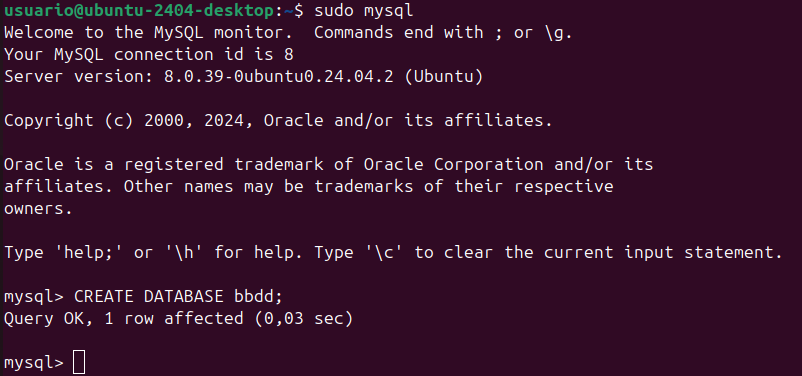 usuario@ubuntu-2404-desktop:~$ sudo mysql
Welcome to the MySQL monitor.  Commands end with ; or \g.
Your MySQL connection id is 8
Server version: 8.0.39-0ubuntu0.24.04.2 (Ubuntu)

Copyright (c) 2000, 2024, Oracle and/or its affiliates.

Oracle is a registered trademark of Oracle Corporation and/or its
affiliates. Other names may be trademarks of their respective
owners.

Type 'help;' or '\h' for help. Type '\c' to clear the current input statement.

mysql> CREATE DATABASE bbdd;
Query OK, 1 row affected (0,03 sec)

mysql>